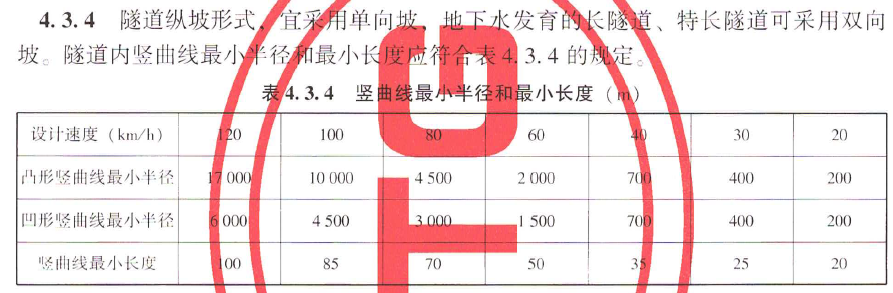 4.3.4 隧道纵坡形式，宜采用单向坡，地下水发育的长隧道、特长隧道可采用双向
坡。隧道内竖曲线最小半径和最小长度应符合表4.3.4的规定。
表4.3.4 竖曲线最小半径和最小长度（m）
设计速度（km/h） 120 100 80 60 40 30 20
凸形竖曲线最小半径 17 000 10 000 4 500 2 000 700 400 200
凹形竖曲线最小半径 6 000 4 500 3 000 1 500 700 400 200
竖曲线最小长度 100 85 70 50 35 25 20